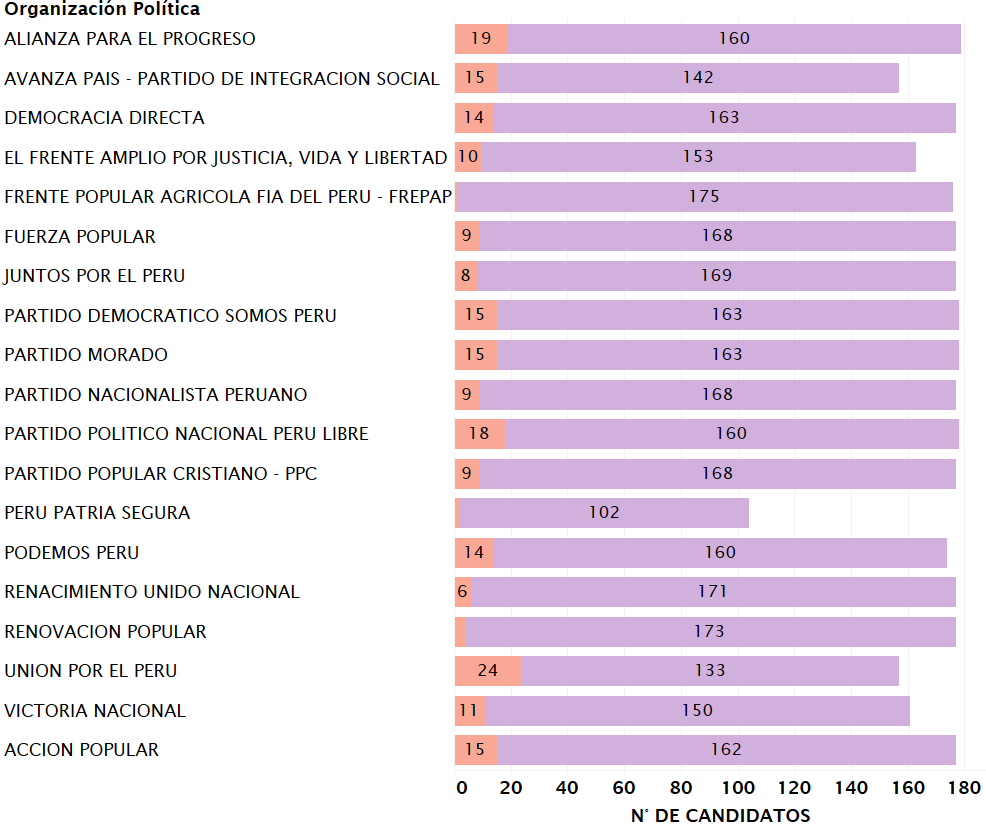 Organización Política
ALIANZA PARA EL PROGRESO 19 160
AVANZA PAIS - PARTIDO DE INTEGRACION SOCIAL 15 142
DEMOCRACIA DIRECTA 14 163
EL FRENTE AMPLIO POR JUSTICIA, VIDA Y LIBERTAD 10 153
FRENTE POPULAR AGRICOLA FIA DEL PERU - FREPAP 175
FUERZA POPULAR 9 168
JUNTOS POR EL PERU 8 169
PARTIDO DEMOCRATICO SOMOS PERU 15 163
PARTIDO MORADO 15 163
PARTIDO NACIONALISTA PERUANO 9 168
PARTIDO POLITICO NACIONAL PERU LIBRE 18 160
PARTIDO POPULAR CRISTIANO - PPC 9 168
PERU PATRIA SEGURA 102
PODEMOS PERU 14 160
RENACIMIENTO UNIDO NACIONAL 6 171
RENOVACION POPULAR 173
UNION POR EL PERU 24 133
VICTORIA NACIONAL 11 150
ACCION POPULAR 15 162
0 20 40 60 80 100 120 140 160 180
N° DE CANDIDATOS